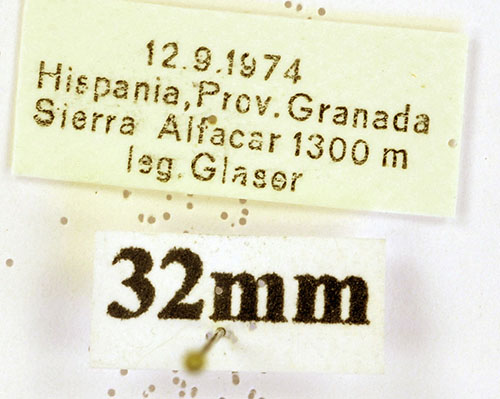 12.9.1974
Hispania, Prov. Granada
Sierra Alfacar 1300 m
leg. Glaser
32mm